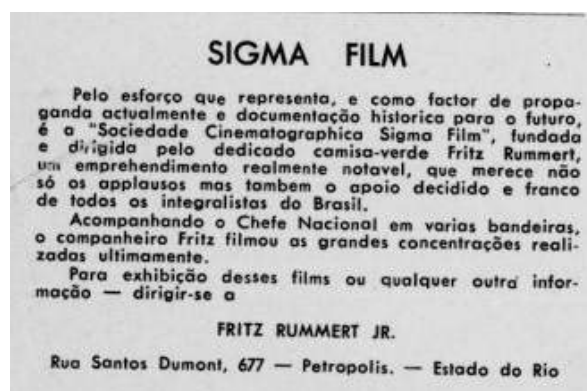 SIGMA FILM
Pelo esforço que representa, e como factor de propa-
ganda actualmente e documentação historica para o futuro,
é a "Sociedade Cinematographica Sigma Film", fundada
e dirigida pelo dedicado camisa-verde Fritz Rummert,
um emprehendimento realmente notavel, que merece não
só os applausos mas tambem o apoio decidido e franco
de todos os integralistas do Brasil.
Acompanhando o Chefe Nacional em varias bandeiras,
o companheiro Fritz filmou as grandes concentrações reali-
zadas ultimamente.
Para exhibição desses films ou qualquer outra infor-
mação — dirigir-se a
FRITZ RUMMERT JR.
Rua Santos Dumont, 677 — Petropolis. — Estado do Rio